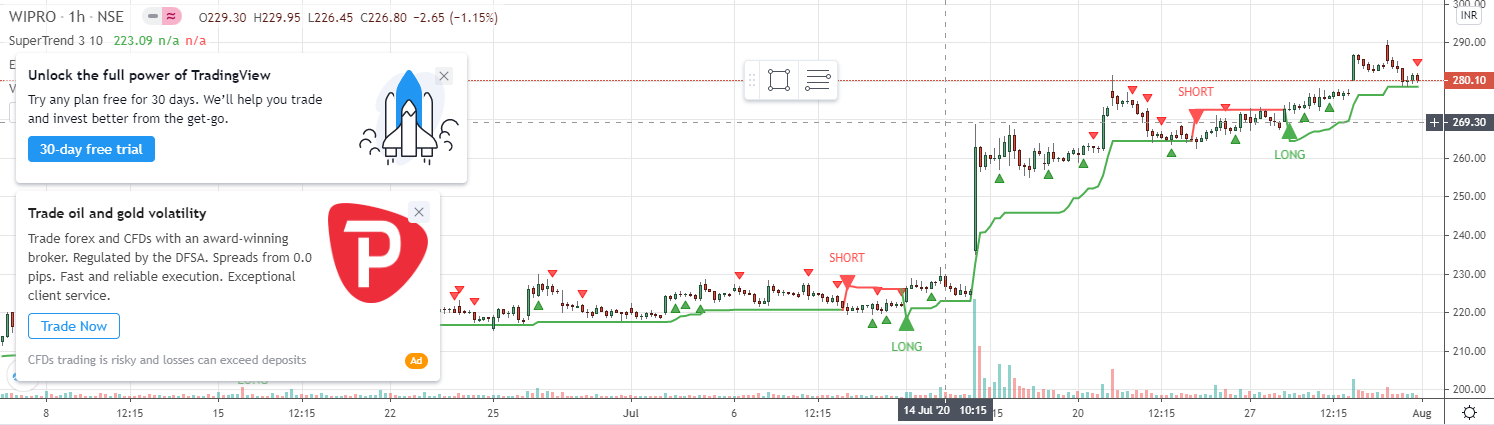 WIPRO · 1h · NSE O229.30 H229.95 L226.45 C226.80 −2.65 (−1.15%)
SuperTrend 3 10 223.09 n/a n/a
E
V
Unlock the full power of TradingView
Try any plan free for 30 days. We'll help you trade
and invest better from the get-go.
30-day free trial
Trade oil and gold volatility
Trade forex and CFDs with an award-winning
broker. Regulated by the DFSA. Spreads from 0.0
pips. Fast and reliable execution. Exceptional
client service.
Trade Now
CFDs trading is risky and losses can exceed deposits
Ad
P
LONG
SHORT
LONG
SHORT
LONG
300.00
INR
290.00
280.10
269.30
260.00
250.00
240.00
230.00
220.00
210.00
200.00
8 12:15 15 12:15 22 25 Jul 6 12:15 14 Jul '20 10:15 :15 20 12:15 27 12:15 Aug